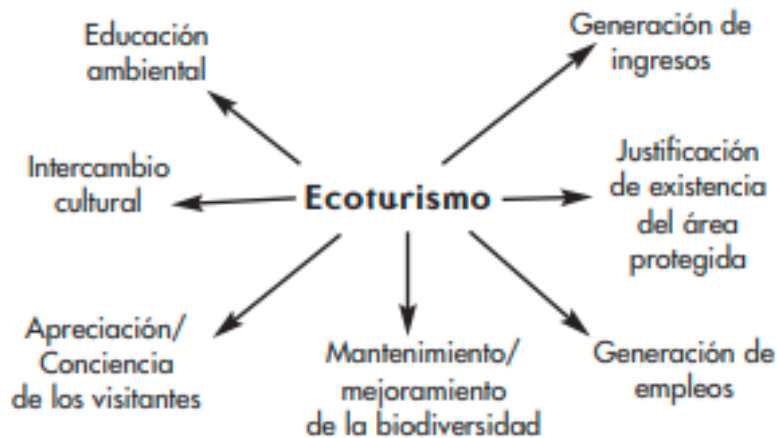 Educación
ambiental
Generación de
ingresos
Intercambio
cultural
Ecoturismo
Justificación
de existencia
del área
protegida
Apreciación/
Conciencia
de los visitantes
Mantenimiento/
mejoramiento
de la biodiversidad
Generación de
empleos